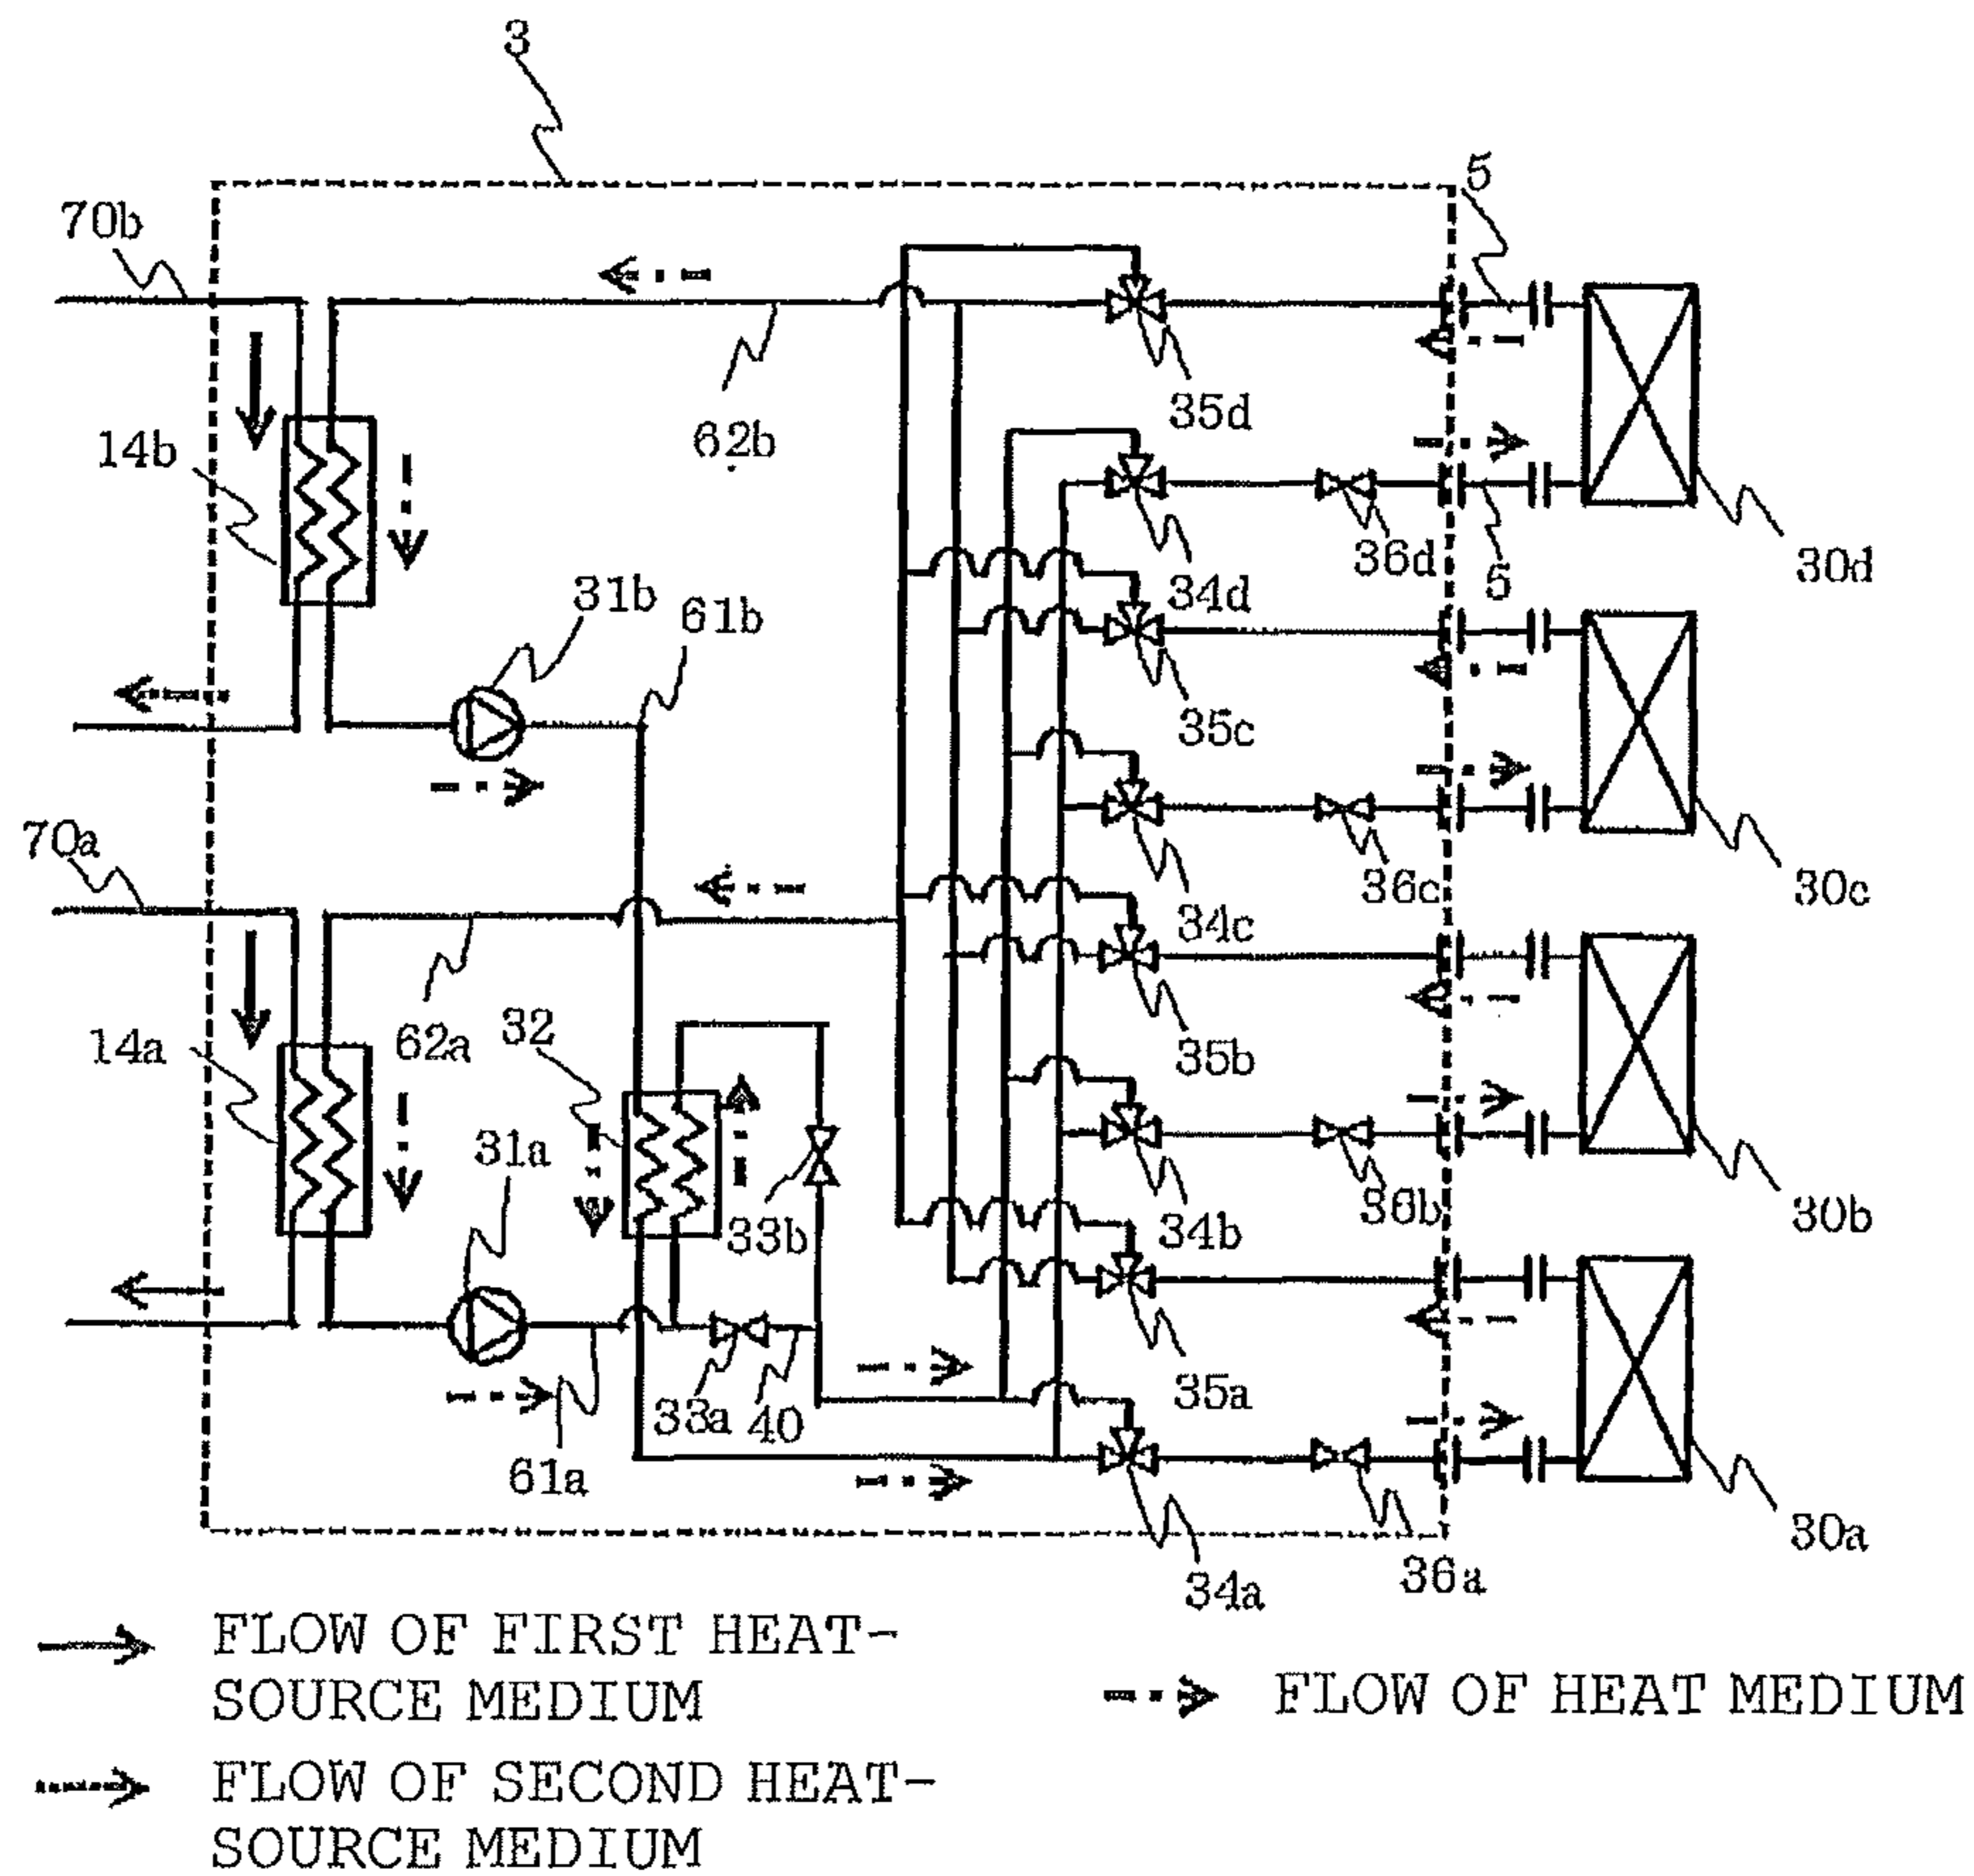 3
5
70b
35d
62b
14b
36d
5
30d
34d
31b
61b
35c
70a
36c
30c
34c
14a
62a
32
35b
31a
33b
34b
36b
30b
33a
40
35a
61a
34a
36a
30a
FLOW OF FIRST HEAT-
SOURCE MEDIUM
FLOW OF HEAT MEDIUM
FLOW OF SECOND HEAT-
SOURCE MEDIUM